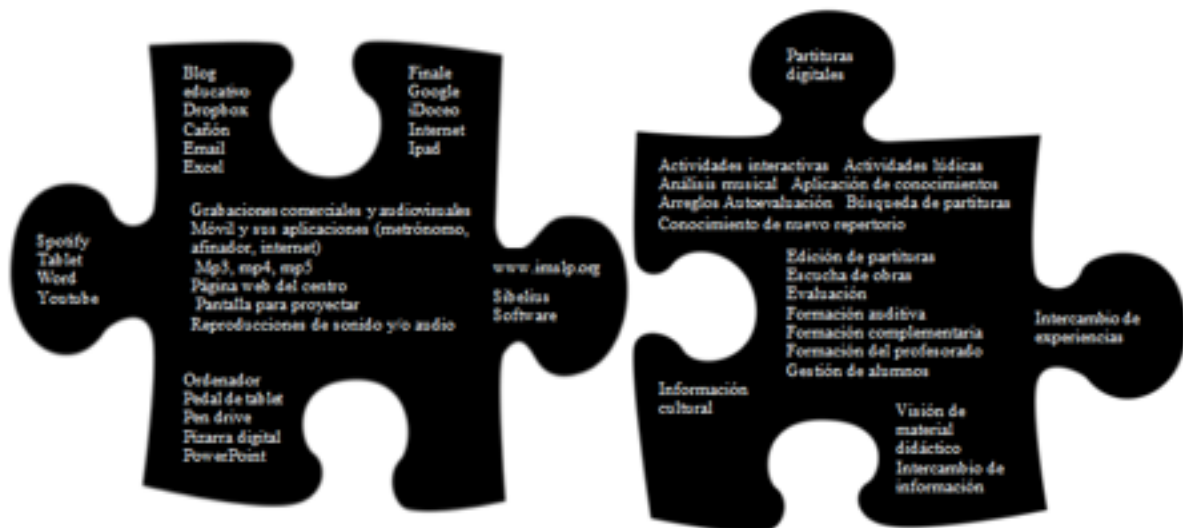 Blog
educativo
Dropbox
Cañón
Email
Excel
Finale
Google
iDoceo
Internet
Ipad
Grabaciones comerciales y audiovisuales
Móvil y sus aplicaciones (metrónomo,
afinador, internet)
Mp3, mp4, mp5
Página web del centro
Pantalla para proyectar
Reproducciones de sonido y/o audio
Spotify
Tablet
Word
Youtube
www.imslp.org
Sibelius
Software
Ordenador
Pedal de tablet
Pen drive
Pizarra digital
PowerPoint
Partituras
digitales
Actividades interactivas Actividades lúdicas
Análisis musical Aplicación de conocimientos
Arreglos Autoevaluación Búsqueda de partituras
Conocimiento de nuevo repertorio
Edición de partituras
Escucha de obras
Evaluación
Formación auditiva
Formación complementaria
Formación del profesorado
Gestión de alumnos
Intercambio de
experiencias
Información
cultural
Visión de
material
didáctico
Intercambio de
información